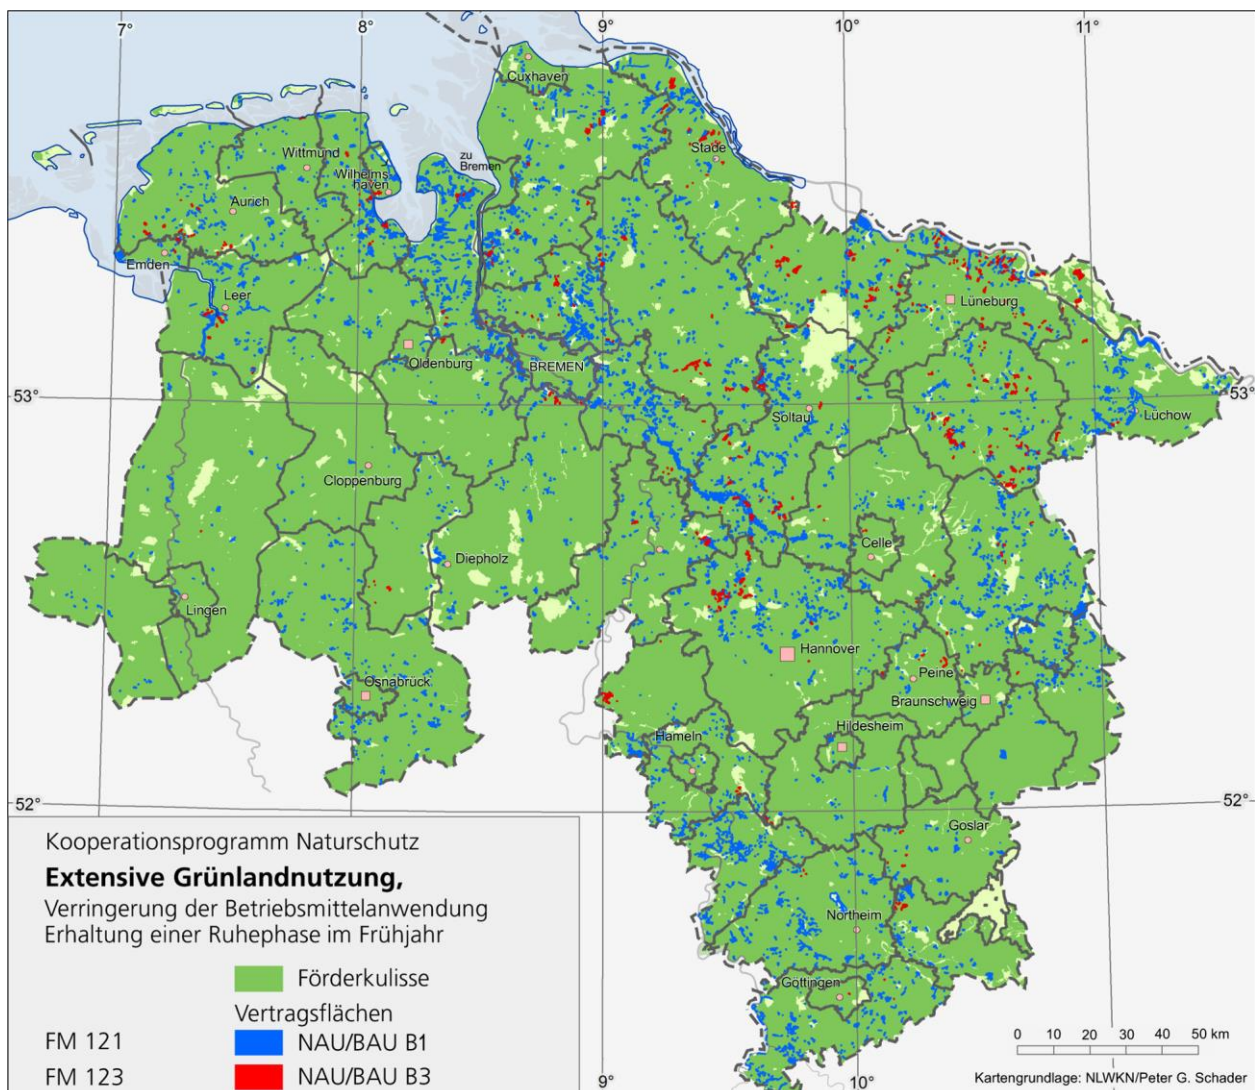 7°
8°
9°
10°
11°
Cuxhaven
Stade
zu
Bremen
Wittmund
Wilhelms
haven
Aurich
Emden
Leer
Lüneburg
Oldenburg
BREMEN
53°
53°
Soltau
Lüchow
Cloppenburg
Celle
Diepholz
Lingen
Hannover
Peine
Osnabrück
Braunschweig
Hildesheim
Hameln
52°
52°
Goslar
Kooperationsprogramm Naturschutz
Extensive Grünlandnutzung,
Verringerung der Betriebsmittelanwendung
Erhaltung einer Ruhephase im Frühjahr
Northeim
Förderkulisse
Göttingen
Vertragsflächen
FM 121 NAU/BAU B1
FM 123 NAU/BAU B3
0 10 20 30 40 50 km
9°
10°
11°
Kartengrundlage: NLWKN/Peter G. Schader